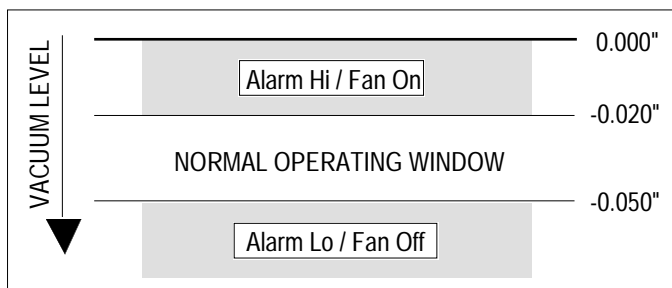 VACUUM LEVEL
0.000"
Alarm Hi / Fan On
-0.020"
NORMAL OPERATING WINDOW
-0.050"
Alarm Lo / Fan Off